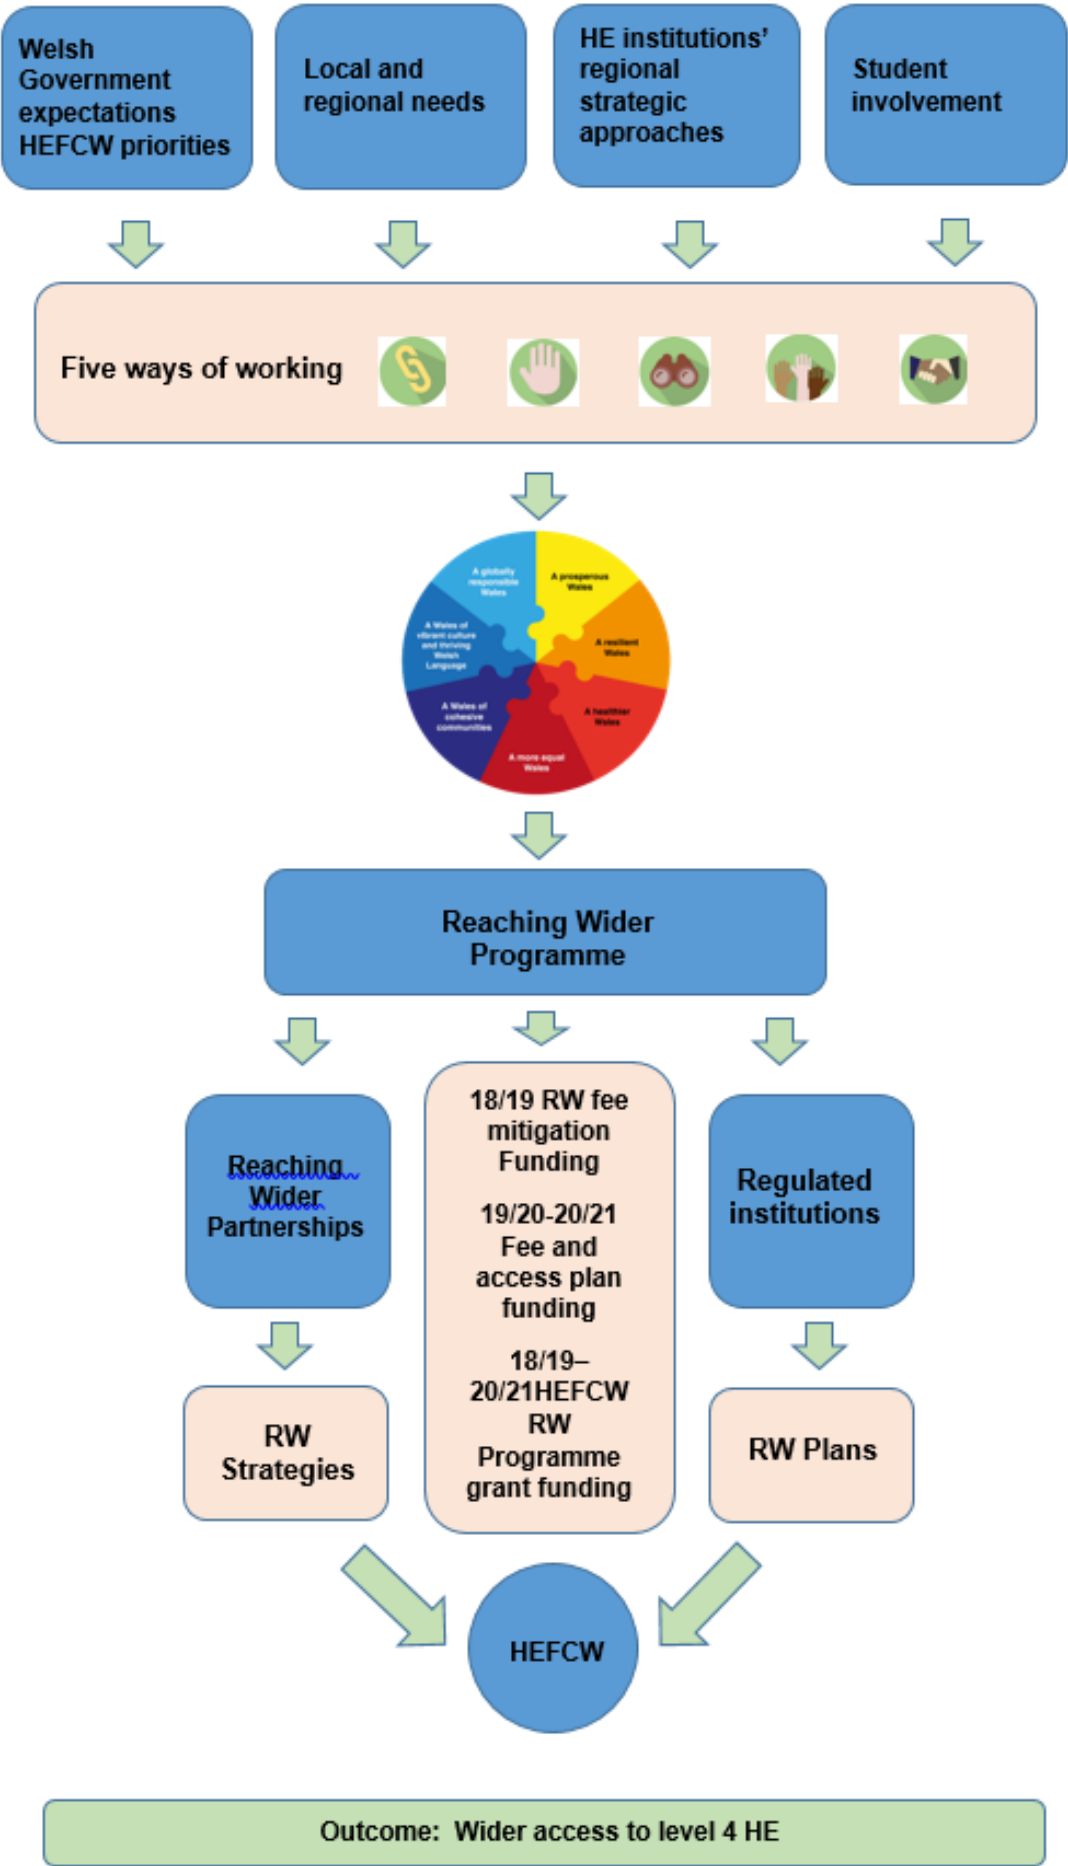 Welsh
Government
expectations
HEFCW priorities
Local and
regional needs
HE institutions’
regional
strategic
approaches
Student
involvement
Five ways of working
A globally
responsible
Wales
A prosperous
Wales
A Wales of
vibrant culture
and thriving
Welsh
Language
A resilient
Wales
A Wales of
cohesive
communities
A healthier
Wales
A more equal
Wales
Reaching Wider
Programme
Reaching
Wider
Partnerships
18/19 RW fee
mitigation
Funding
19/20-20/21
Fee and
access plan
funding
18/19–
20/21HEFCW
RW
Programme
grant funding
Regulated
institutions
RW
Strategies
RW Plans
HEFCW
Outcome:  Wider access to level 4 HE